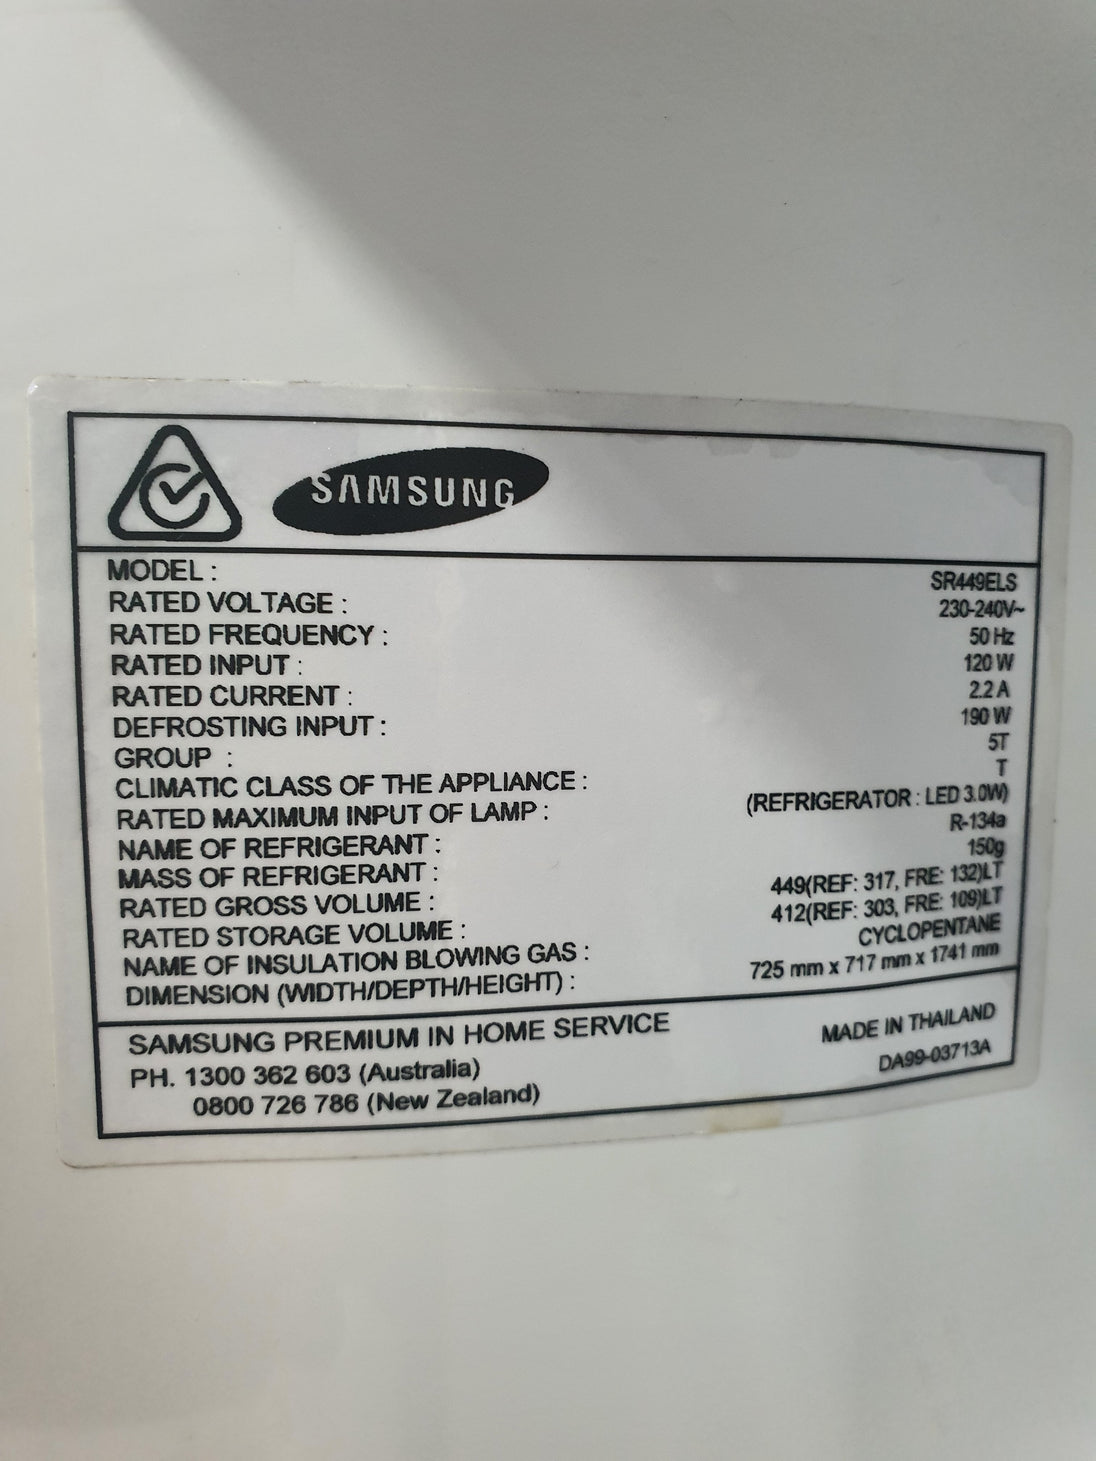 SAMSUNG
MODEL : SR449ELS
RATED VOLTAGE : 230-240V~
RATED FREQUENCY : 50 Hz
RATED INPUT : 120 W
RATED CURRENT : 2.2 A
DEFROSTING INPUT : 190 W
GROUP : 5T
CLIMATIC CLASS OF THE APPLIANCE : T
RATED MAXIMUM INPUT OF LAMP : (REFRIGERATOR : LED 3.0W)
NAME OF REFRIGERANT : R-134a
MASS OF REFRIGERANT : 150g
RATED GROSS VOLUME : 449(REF: 317, FRE: 132)LT
RATED STORAGE VOLUME : 412(REF: 303, FRE: 109)LT
NAME OF INSULATION BLOWING GAS : CYCLOPENTANE
DIMENSION (WIDTH/DEPTH/HEIGHT) : 725 mm x 717 mm x 1741 mm
SAMSUNG PREMIUM IN HOME SERVICE
PH. 1300 362 603 (Australia)
0800 726 786 (New Zealand)
MADE IN THAILAND
DA99-03713A